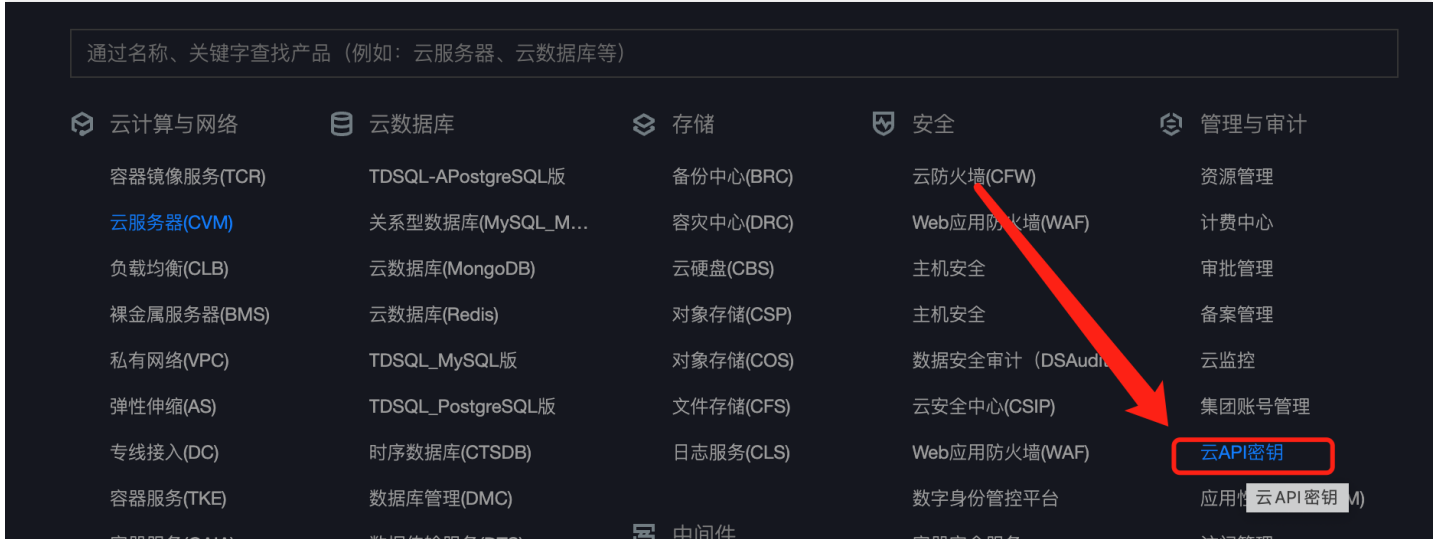 通过名称、关键字查找产品（例如：云服务器、云数据库等）
云计算与网络
容器镜像服务(TCR)
云服务器(CVM)
负载均衡(CLB)
裸金属服务器(BMS)
私有网络(VPC)
弹性伸缩(AS)
专线接入(DC)
容器服务(TKE)
云数据库
TDSQL-APostgreSQL版
关系型数据库(MySQL_M...
云数据库(MongoDB)
云数据库(Redis)
TDSQL_MySQL版
TDSQL_PostgreSQL版
时序数据库(CTSDB)
数据库管理(DMC)
存储
备份中心(BRC)
容灾中心(DRC)
云硬盘(CBS)
对象存储(CSP)
对象存储(COS)
文件存储(CFS)
日志服务(CLS)
中间件
安全
云防火墙(CFW)
Web应用防火墙(WAF)
主机安全
主机安全
数据安全审计（DSAudit
云安全中心(CSIP)
Web应用防火墙(WAF)
数字身份管控平台
管理与审计
资源管理
计费中心
审批管理
备案管理
云监控
集团账号管理
云API密钥
云API密钥